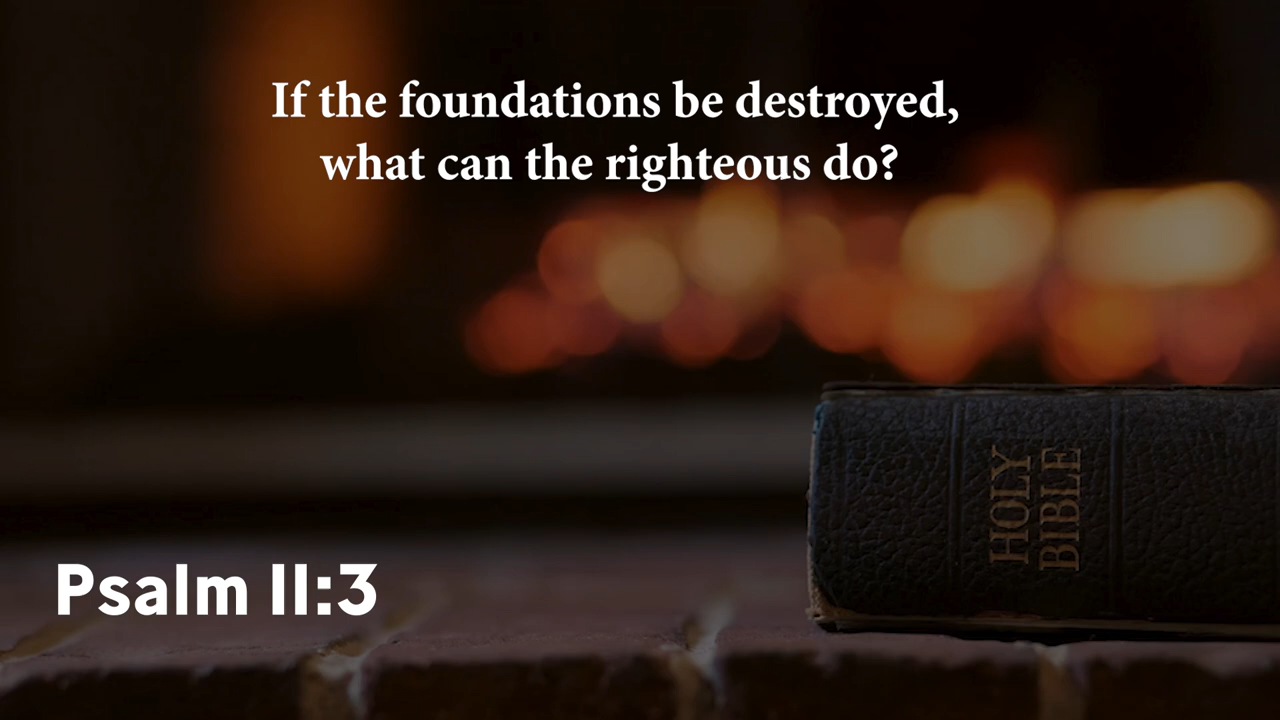 If the foundations be destroyed,
what can the righteous do?
HOLY
BIBLE
Psalm 11:3